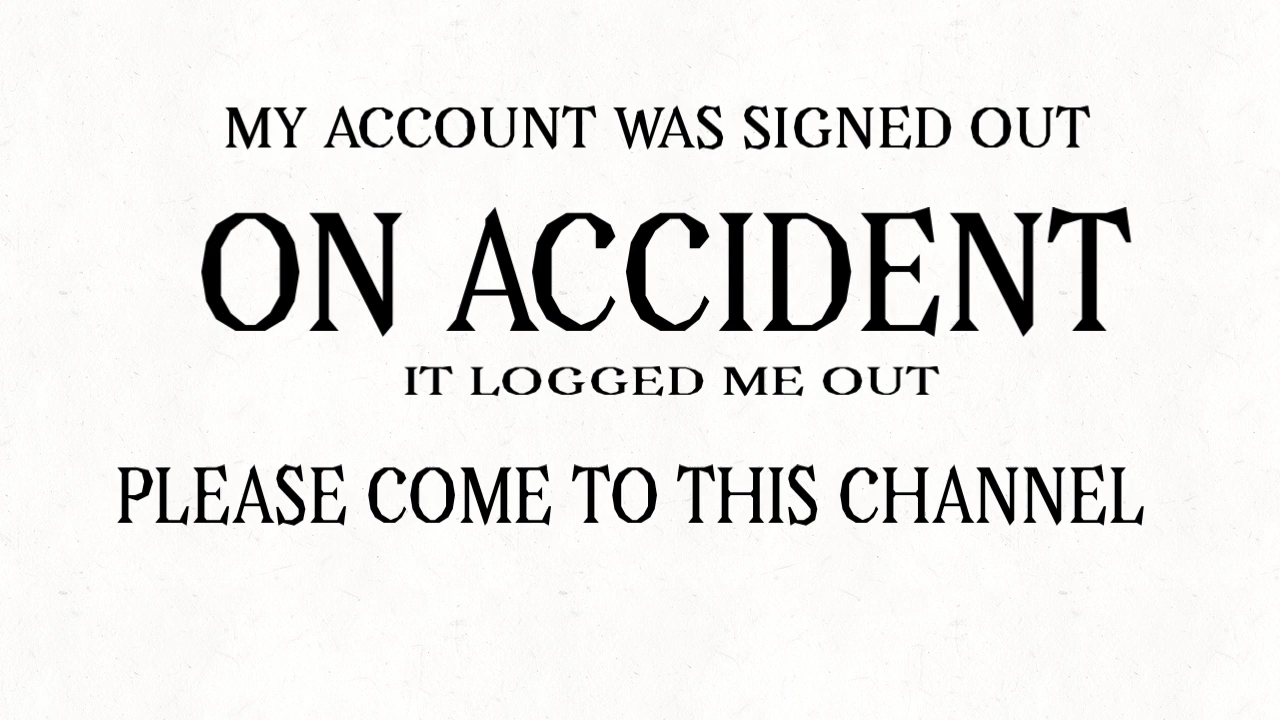 MY ACCOUNT WAS SIGNED OUT
ON ACCIDENT
IT LOGGED ME OUT
PLEASE COME TO THIS CHANNEL